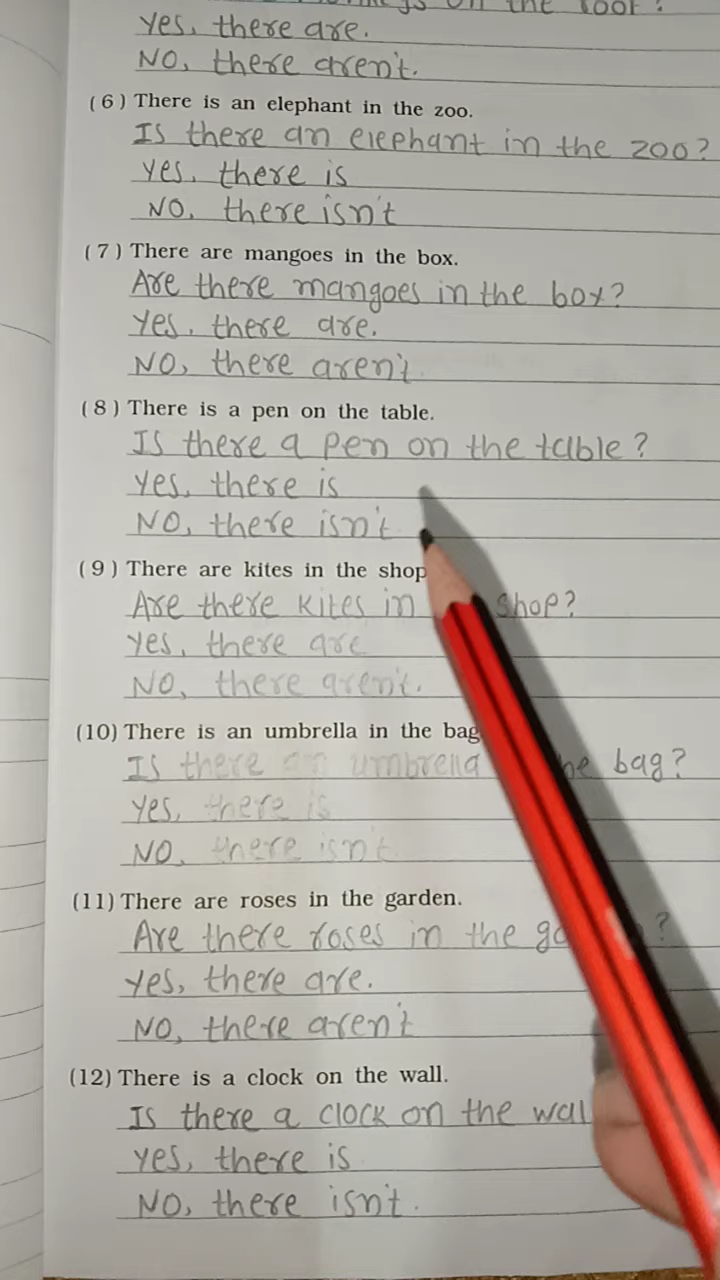 on the roof?
Yes, there are.
No, there aren't.
(6) There is an elephant in the zoo.
Is there an elephant in the zoo?
Yes, there is
No, there isn't
(7) There are mangoes in the box.
Are there mangoes in the box?
Yes, there are.
No, there aren't.
(8) There is a pen on the table.
Is there a pen on the table?
Yes, there is
No, there isn't
(9) There are kites in the shop
Are there kites in shop?
Yes, there are
No, there aren't.
(10) There is an umbrella in the bag
Is there an umbrella bag?
Yes, there is
No, there isn't
(11) There are roses in the garden.
Are there roses in the ?
Yes, there are.
No, there aren't
(12) There is a clock on the wall.
Is there a clock on the wal
Yes, there is
No, there isn't.